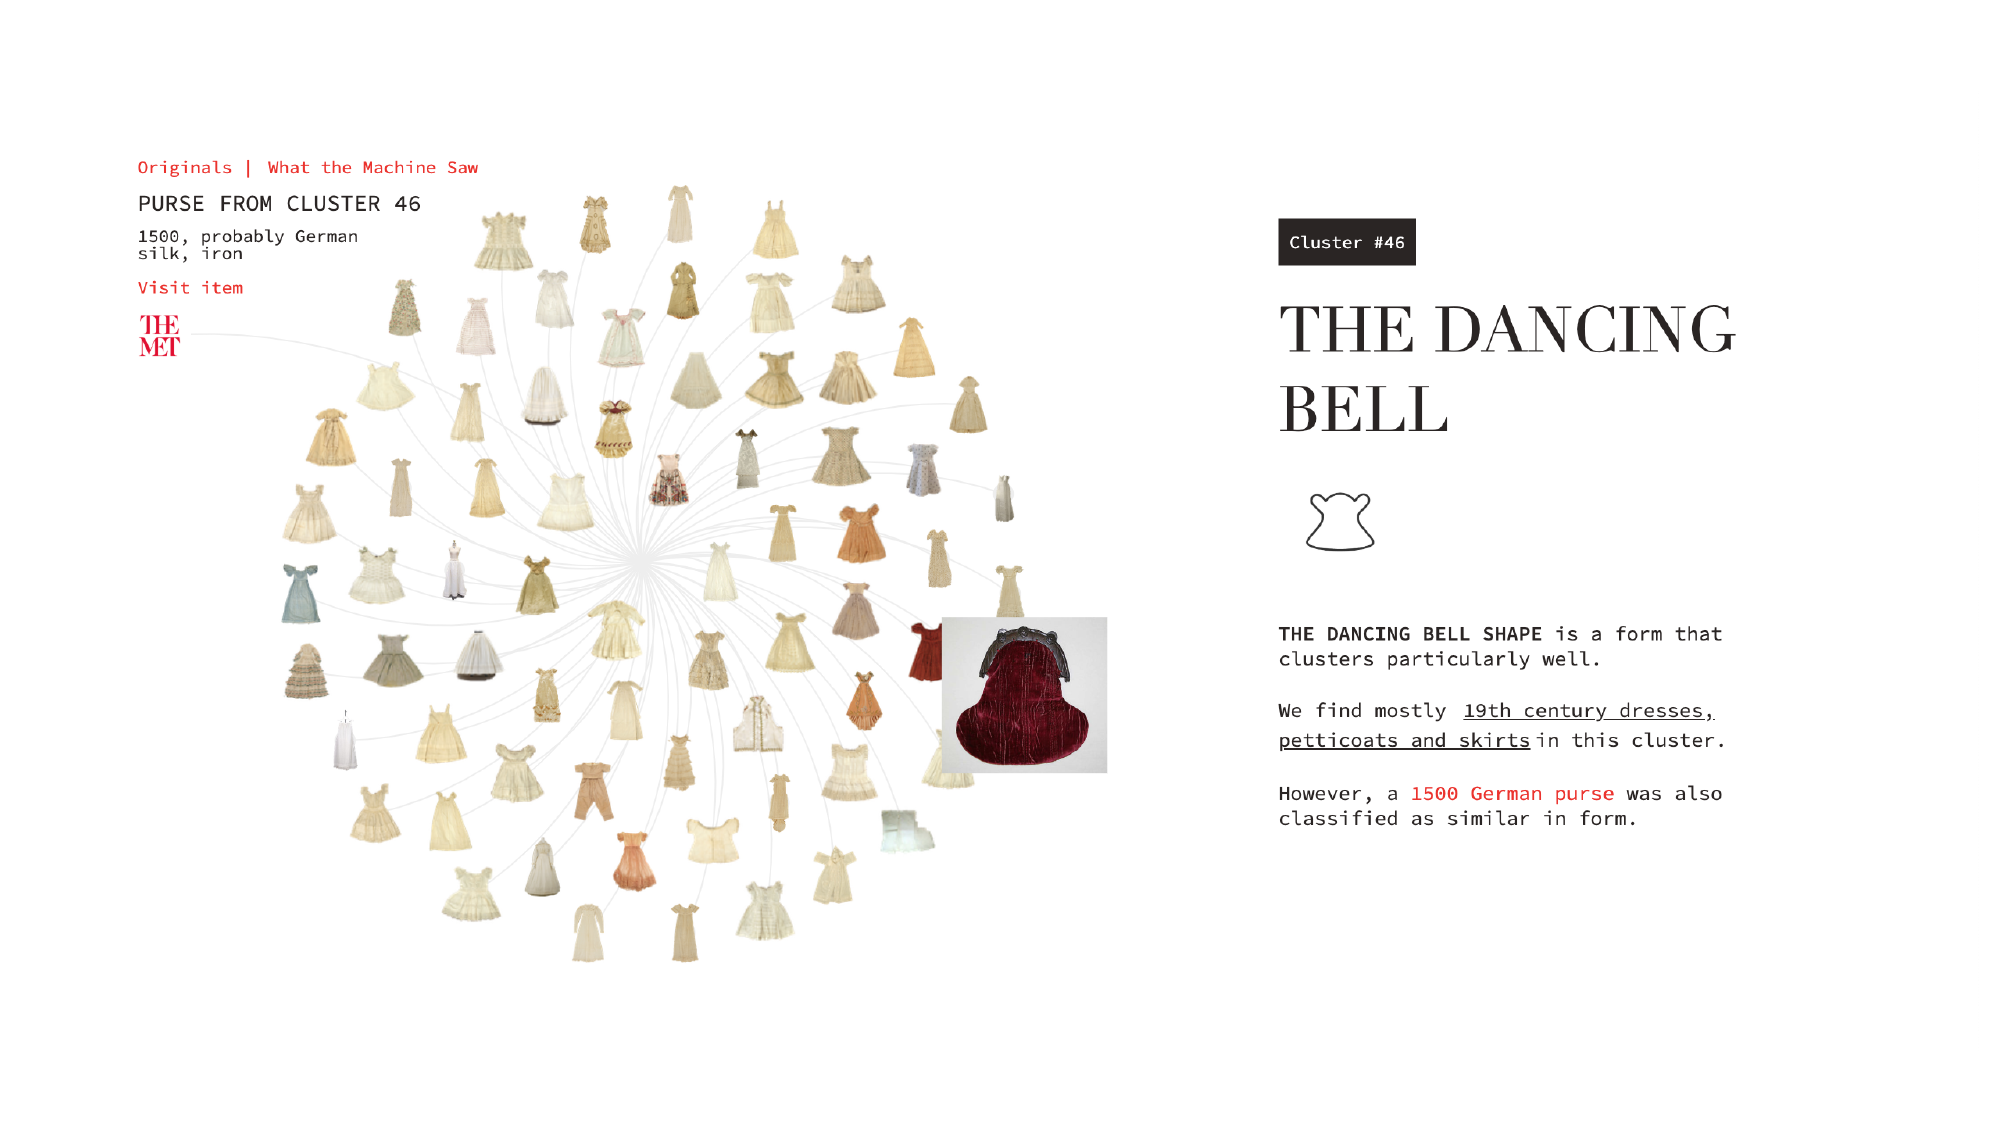 Originals | What the Machine Saw
PURSE FROM CLUSTER 46
1500, probably German
silk, iron
Visit item
THE
MET
Cluster #46
THE DANCING
BELL
THE DANCING BELL SHAPE is a form that
clusters particularly well.
We find mostly 19th century dresses,
petticoats and skirts in this cluster.
However, a 1500 German purse was also
classified as similar in form.